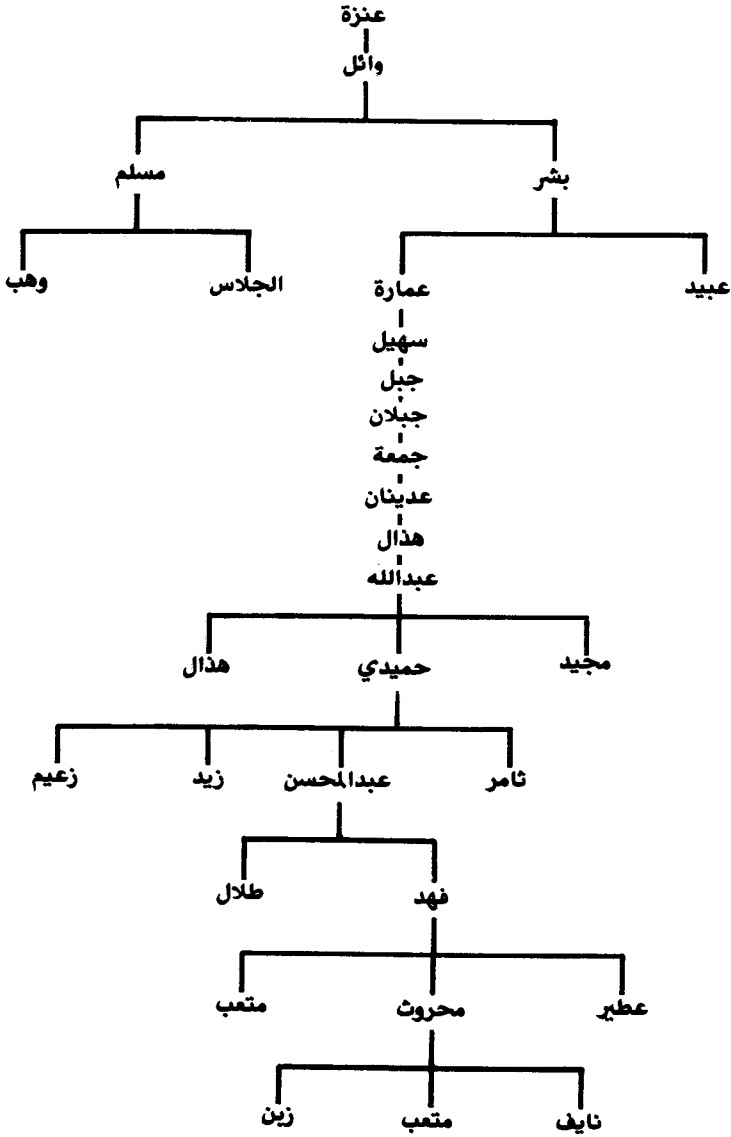 عنزة
وائل
بشر مسلم
عبيد عمارة الجلاس وهب
سهيل
جبل
جبلان
جمعة
عدينان
هذال
عبدالله
مجيد حميدي هذال
ثامر عبدالمحسن زيد زعيم
فهد طلال
عطير محروث متعب
نايف متعب زبن